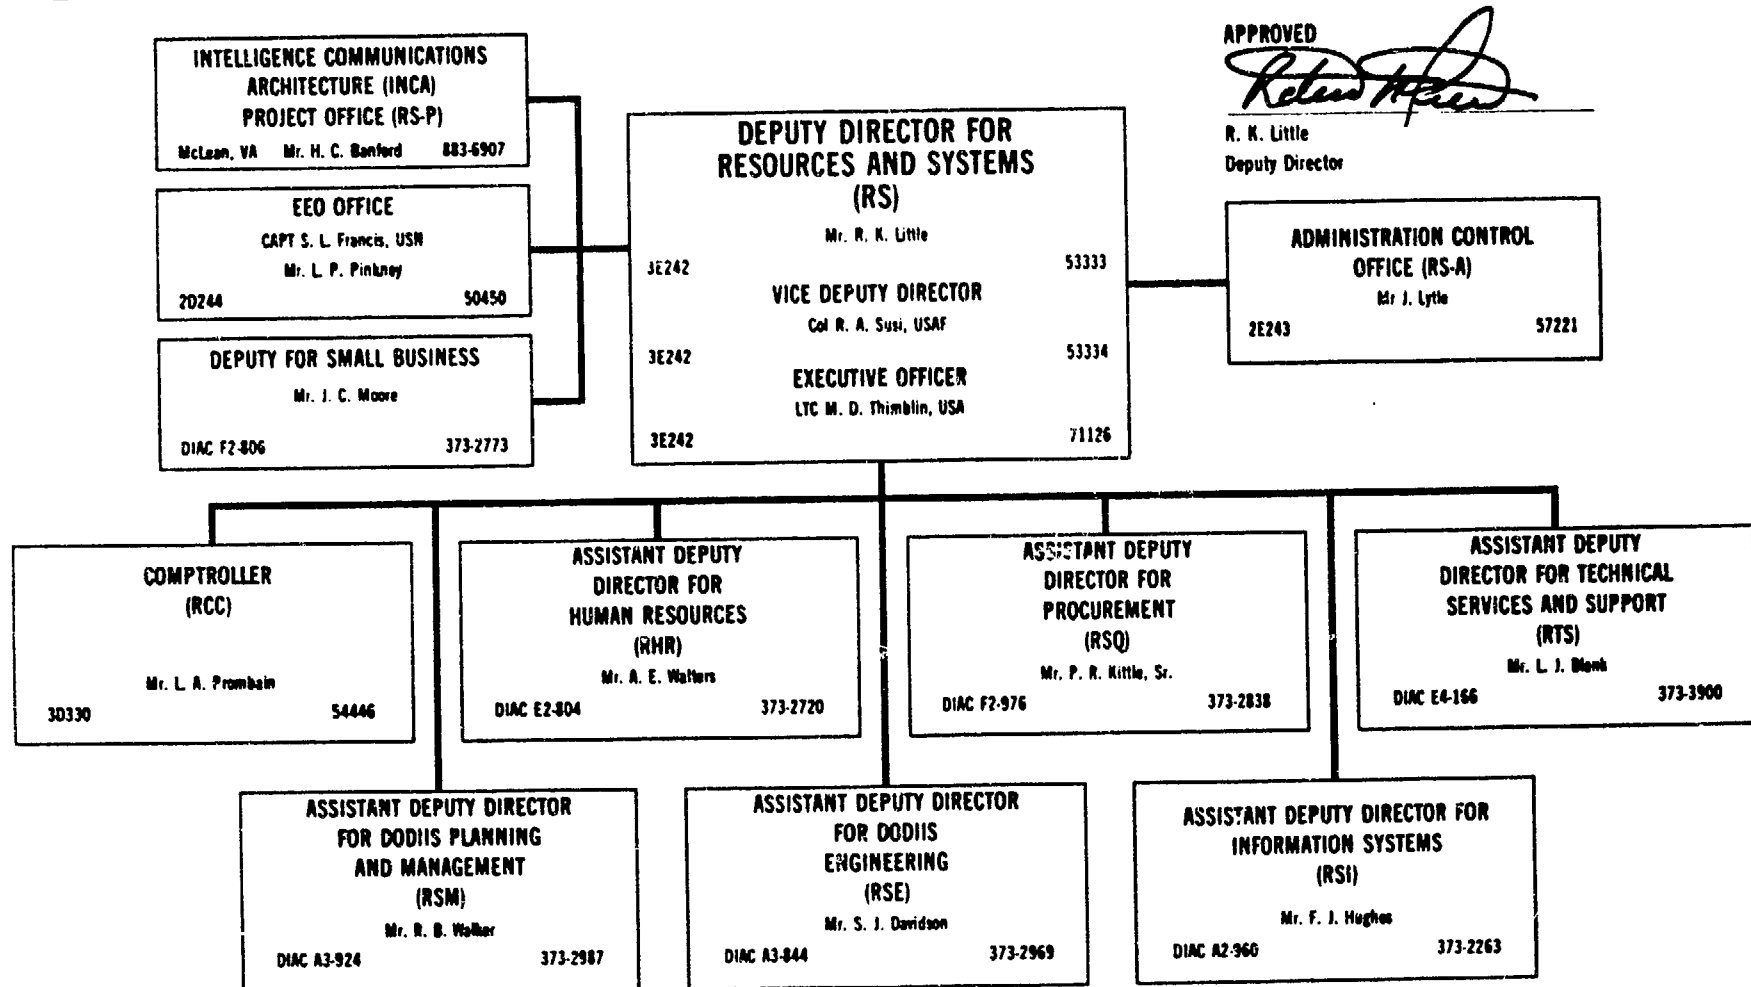 INTELLIGENCE COMMUNICATIONS
ARCHITECTURE (INCA)
PROJECT OFFICE (RS-P)
McLean, VA Mr. H. C. Banford 883-6907
EEO OFFICE
CAPT S. L. Francis, USN
Mr. L. P. Pinkney
2D244 50450
DEPUTY FOR SMALL BUSINESS
Mr. J. C. Moore
DIAC F2-806 373-2773
DEPUTY DIRECTOR FOR
RESOURCES AND SYSTEMS
(RS)
Mr. R. K. Little
3E242 53333
VICE DEPUTY DIRECTOR
Col R. A. Susi, USAF
3E242 53334
EXECUTIVE OFFICER
LTC M. D. Thimblin, USA
3E242 71126
APPROVED
R. K. Little
Deputy Director
ADMINISTRATION CONTROL
OFFICE (RS-A)
Mr J. Lytle
2E243 57221
COMPTROLLER
(RCC)
Mr. L. A. Prombain
3D330 54446
ASSISTANT DEPUTY
DIRECTOR FOR
HUMAN RESOURCES
(RHR)
Mr. A. E. Walters
DIAC E2-804 373-2720
ASSISTANT DEPUTY
DIRECTOR FOR
PROCUREMENT
(RSQ)
Mr. P. R. Kittle, Sr.
DIAC F2-976 373-2838
ASSISTANT DEPUTY
DIRECTOR FOR TECHNICAL
SERVICES AND SUPPORT
(RTS)
Mr. L. J. Blonk
DIAC E4-166 373-3900
ASSISTANT DEPUTY DIRECTOR
FOR DODIIS PLANNING
AND MANAGEMENT
(RSM)
Mr. R. B. Walker
DIAC A3-924 373-2987
ASSISTANT DEPUTY DIRECTOR
FOR DODIIS
ENGINEERING
(RSE)
Mr. S. J. Davidson
DIAC A3-844 373-2969
ASSISTANT DEPUTY DIRECTOR FOR
INFORMATION SYSTEMS
(RSI)
Mr. F. J. Hughes
DIAC A2-960 373-2263